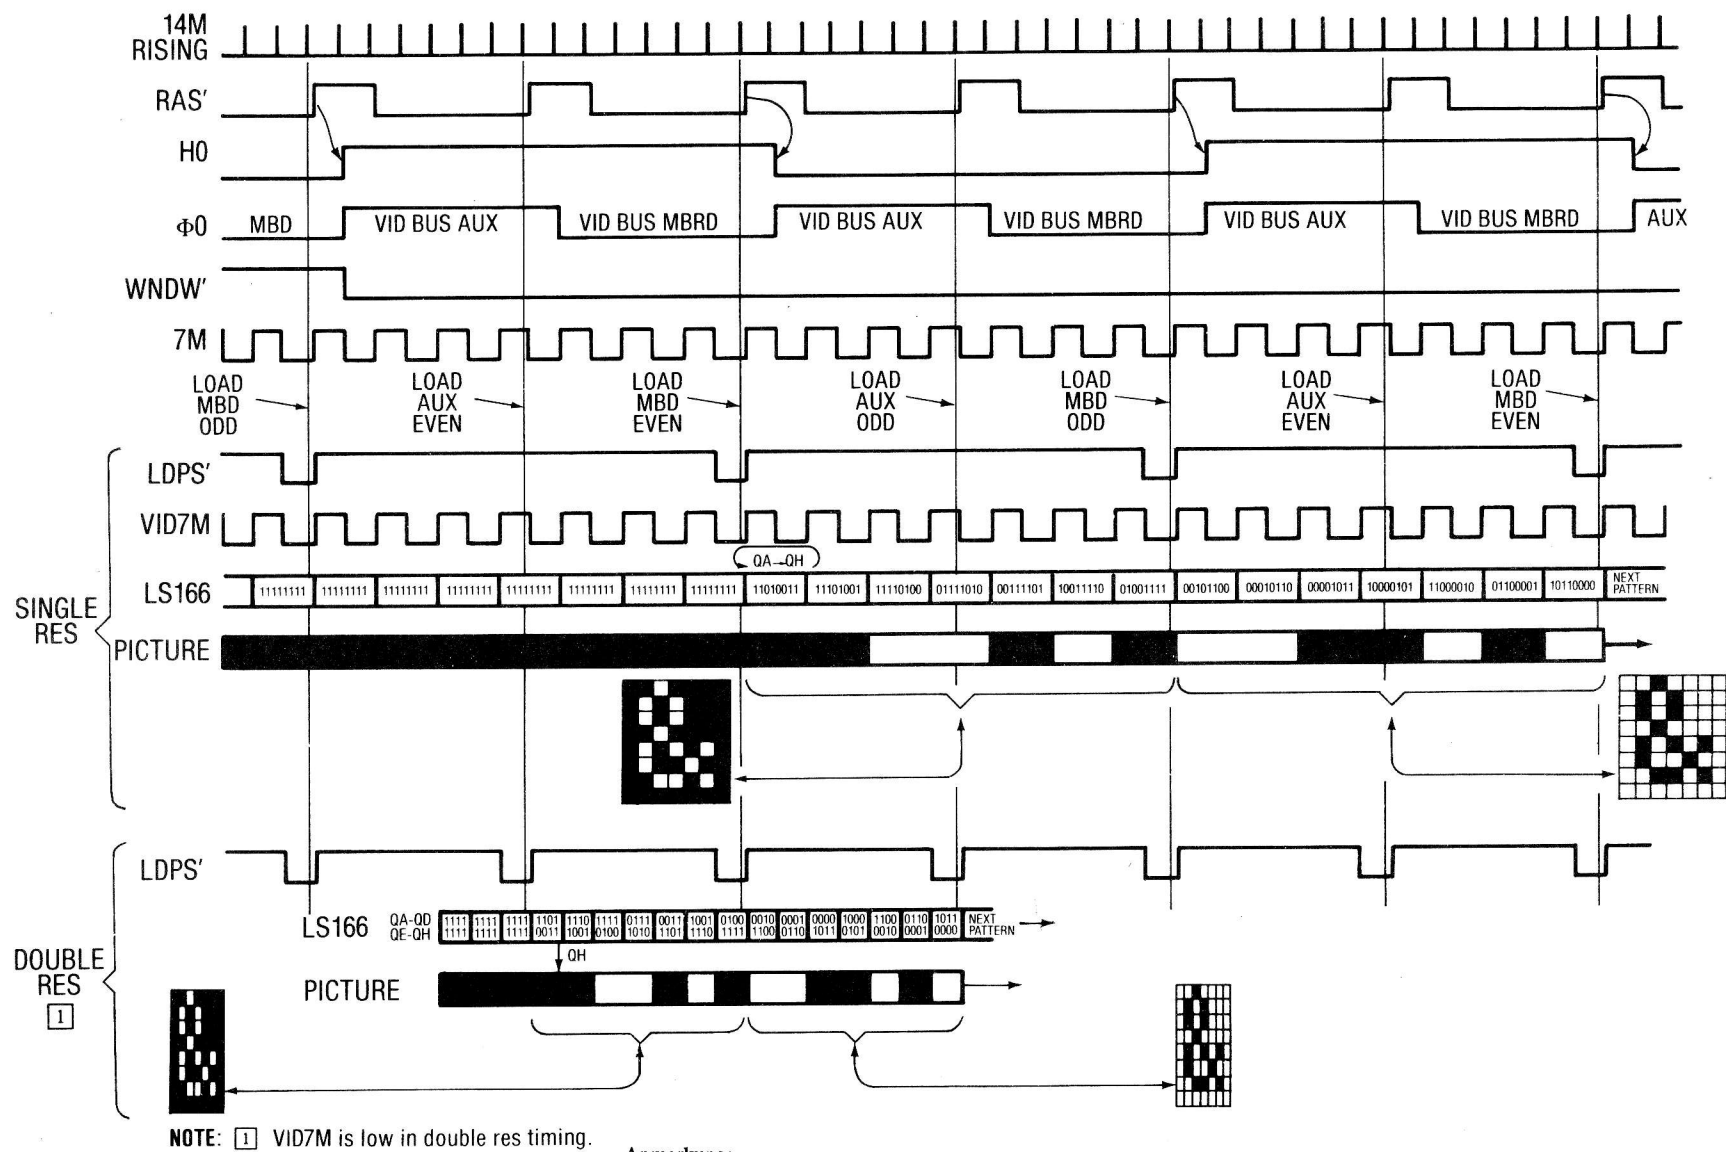 14M
RISING
RAS'
H0
Φ0 MBD VID BUS AUX VID BUS MBRD VID BUS AUX VID BUS MBRD VID BUS AUX VID BUS MBRD AUX
WNDW'
7M
LOAD MBD ODD
LOAD AUX EVEN
LOAD MBD EVEN
LOAD AUX ODD
LOAD MBD ODD
LOAD AUX EVEN
LOAD MBD EVEN
SINGLE RES
LDPS'
VID7M
QA→QH
LS166 11111111 11111111 11111111 11111111 11111111 11111111 11111111 11111111 11010011 11101001 11110100 01111010 00111101 10011110 01001111 00101100 000010110 00001011 10000101 11000010 01100001 10110000 NEXT PATTERN
PICTURE
DOUBLE RES
1
LDPS'
LS166
QA-QD 1111 1111 1111 1101 1110 1111 0111 0011 1001 0100 0010 0001 0000 1000 1100 0110 1011 NEXT
QE-QH 1111 1111 1111 0011 1001 0100 1010 1101 1110 1111 1100 0110 1011 0101 0010 0001 0000 PATTERN
QH
PICTURE
NOTE: 1 VID7M is low in double res timing.